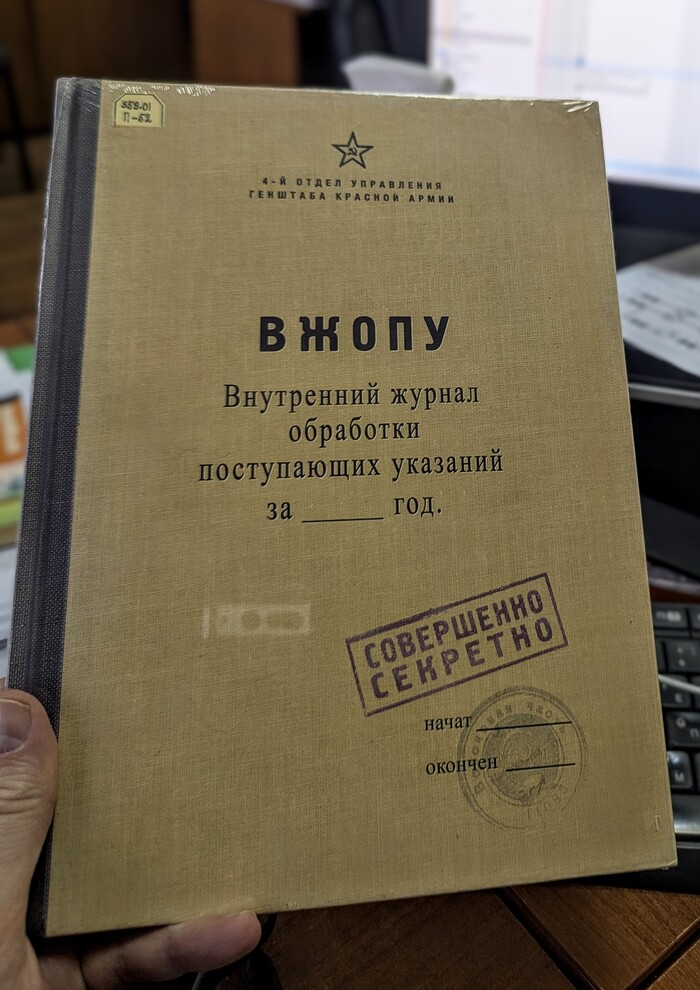 359.01
П-52
4-Й ОТДЕЛ УПРАВЛЕНИЯ
ГЕНШТАБА КРАСНОЙ АРМИИ
ВЖОПУ
Внутренний журнал
обработки
поступающих указаний
за ______ год.
СОВЕРШЕННО
СЕКРЕТНО
начат
окончен